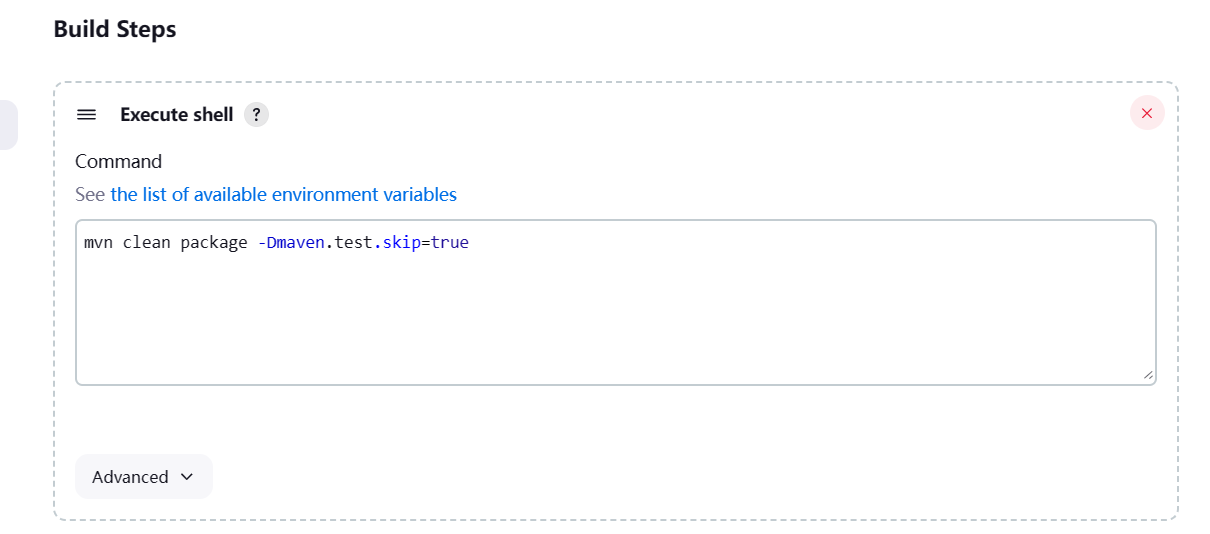 Build Steps
Execute shell ?
Command
See the list of available environment variables
mvn clean package -Dmaven.test.skip=true
Advanced